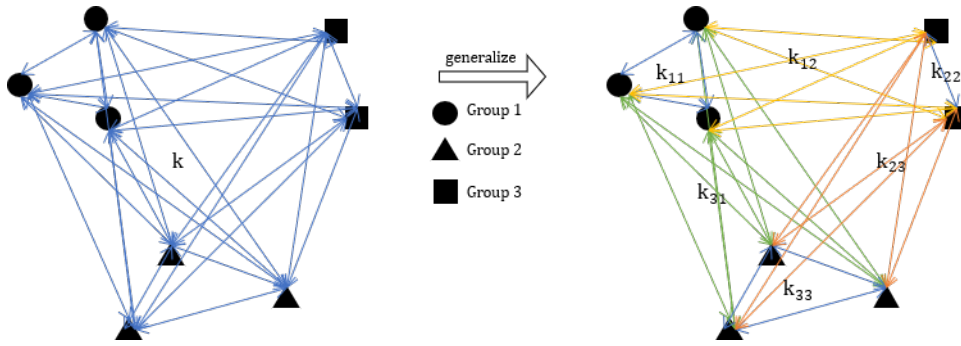 generalize
Group 1
Group 2
Group 3
k
k₁₁
k₁₂
k₂₂
k₂₃
k₃₁
k₃₃